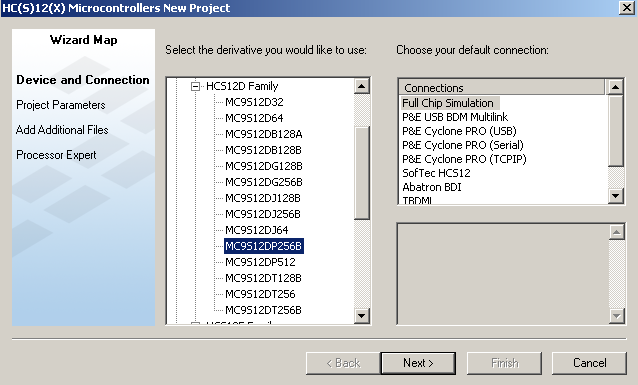 HC(S)12(X) Microcontrollers New Project
Wizard Map
Device and Connection
Project Parameters
Add Additional Files
Processor Expert
Select the derivative you would like to use:
HCS12D Family
MC9S12D32
MC9S12D64
MC9S12DB128A
MC9S12DB128B
MC9S12DG128B
MC9S12DG256B
MC9S12DJ128B
MC9S12DJ256B
MC9S12DJ64
MC9S12DP256B
MC9S12DP512
MC9S12DT128B
MC9S12DT256
MC9S12DT256B
Choose your default connection:
Connections
Full Chip Simulation
P&E USB BDM Multilink
P&E Cyclone PRO (USB)
P&E Cyclone PRO (Serial)
P&E Cyclone PRO (TCPIP)
SofTec HCS12
Abatron BDI
TBDML
< Back
Next >
Finish
Cancel